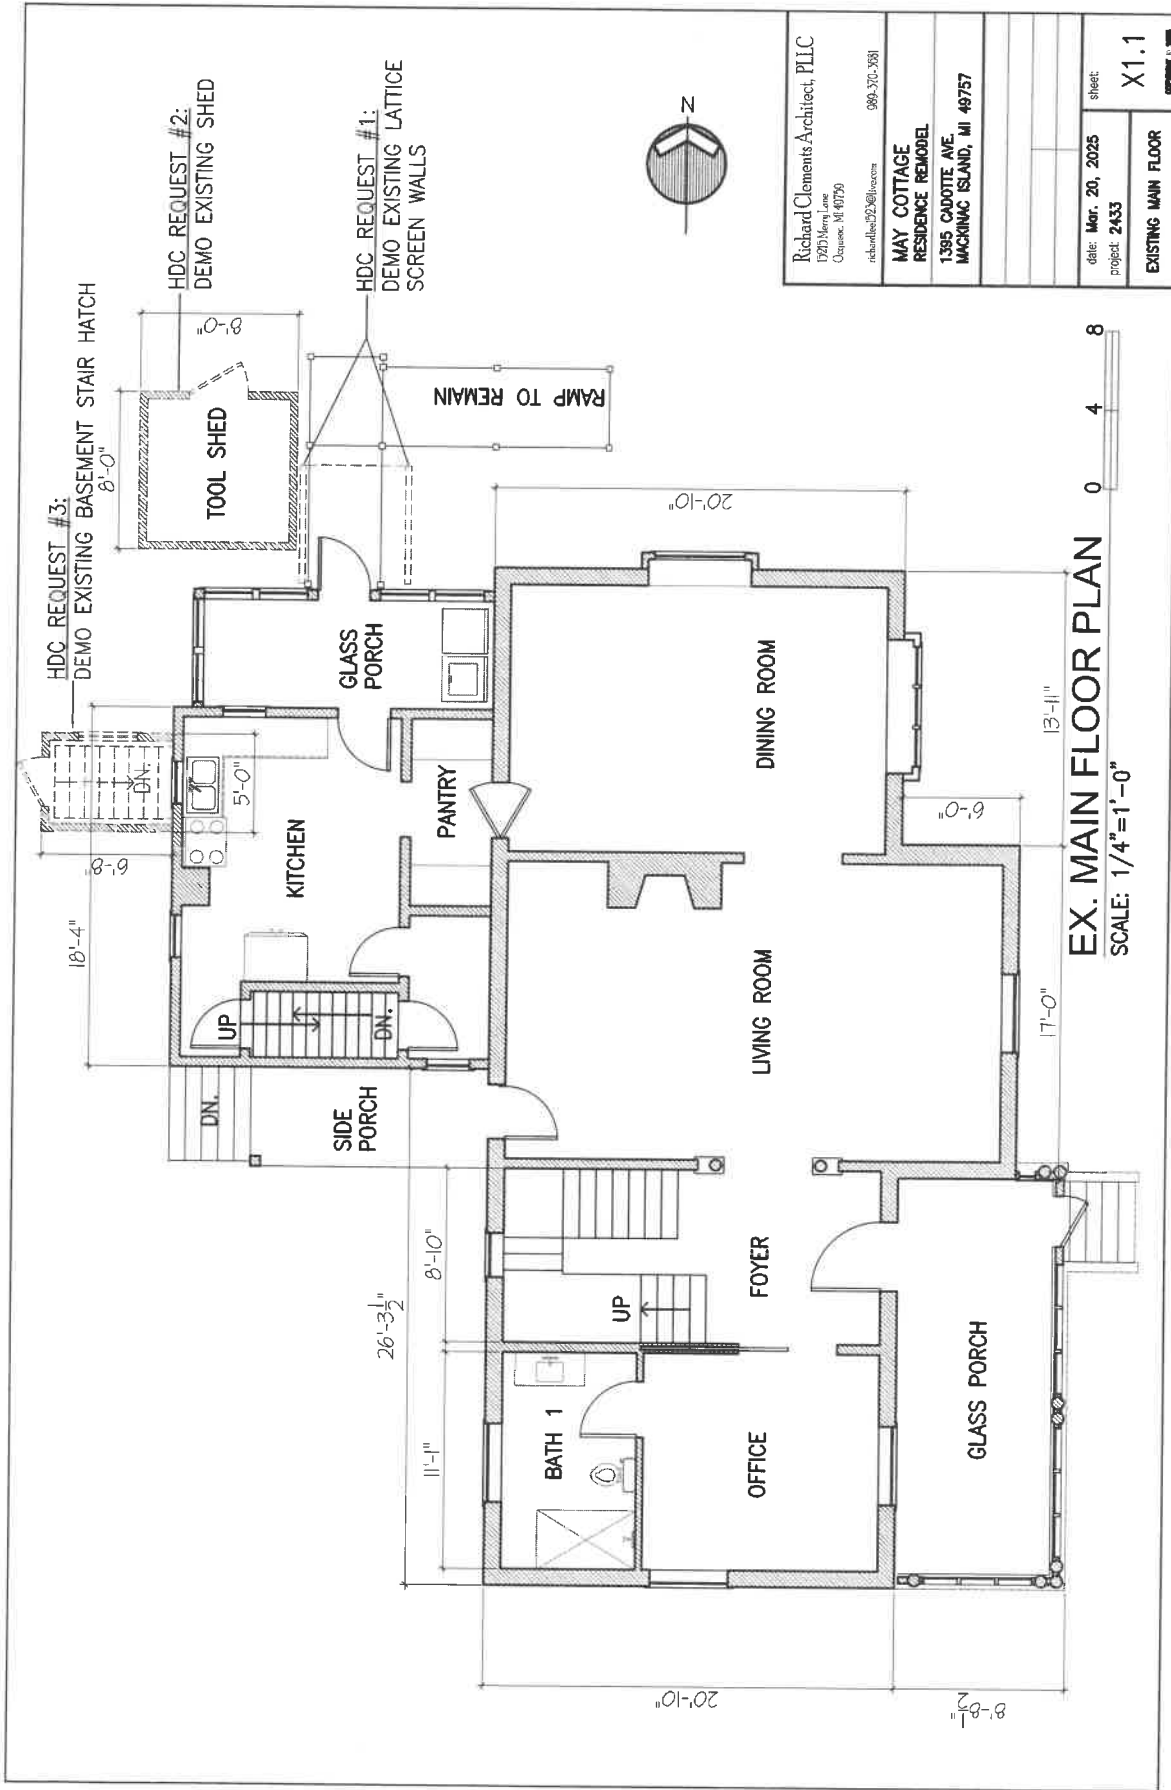 HDC REQUEST #3:
DEMO EXISTING BASEMENT STAIR HATCH
HDC REQUEST #2:
DEMO EXISTING SHED
HDC REQUEST #1:
DEMO EXISTING LATTICE
SCREEN WALLS
8'-0"
8'-0"
TOOL SHED
RAMP TO REMAIN
18'-4"
6'-8"
DN.
5'-0"
KITCHEN
PANTRY
GLASS
PORCH
UP
DN.
DN.
SIDE
PORCH
20'-10"
DINING ROOM
LIVING ROOM
6'-0"
13'-11"
17'-0"
26'-3 1/2"
8'-10"
11'-1"
UP
FOYER
BATH 1
OFFICE
GLASS PORCH
20'-10"
8'-8 1/2"
N
EX. MAIN FLOOR PLAN
SCALE: 1/4"=1'-0"
0 4 8
Richard Clements Architect, PLLC
15215 Merry Lane
Ocqueoc, MI 49759
989-370-3681
MAY COTTAGE
RESIDENCE REMODEL
1395 CADOTTE AVE.
MACKINAC ISLAND, MI 49757
date: Mar. 20, 2025
project: 2433
sheet:
X1.1
EXISTING MAIN FLOOR